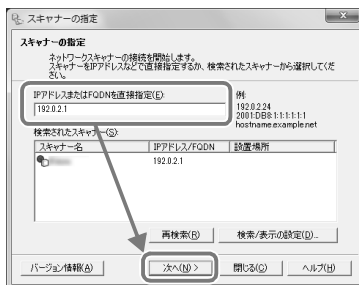 スキャナーの指定
スキャナーの指定
ネットワークスキャナーの接続を開始します。
スキャナーをIPアドレスなどで直接指定するか、検索されたスキャナーから選択してください。
IPアドレスまたはFQDNを直接指定(E):
192.0.2.1
例:
192.0.2.24
2001:DB8:1:1:1:1:1:1
hostname.example.net
検索されたスキャナー(S):
スキャナー名 IPアドレス/FQDN 設置場所
192.0.2.1
再検索(R) 検索/表示の設定(D)...
バージョン情報(A) 次へ(N) > 閉じる(C) ヘルプ(H)